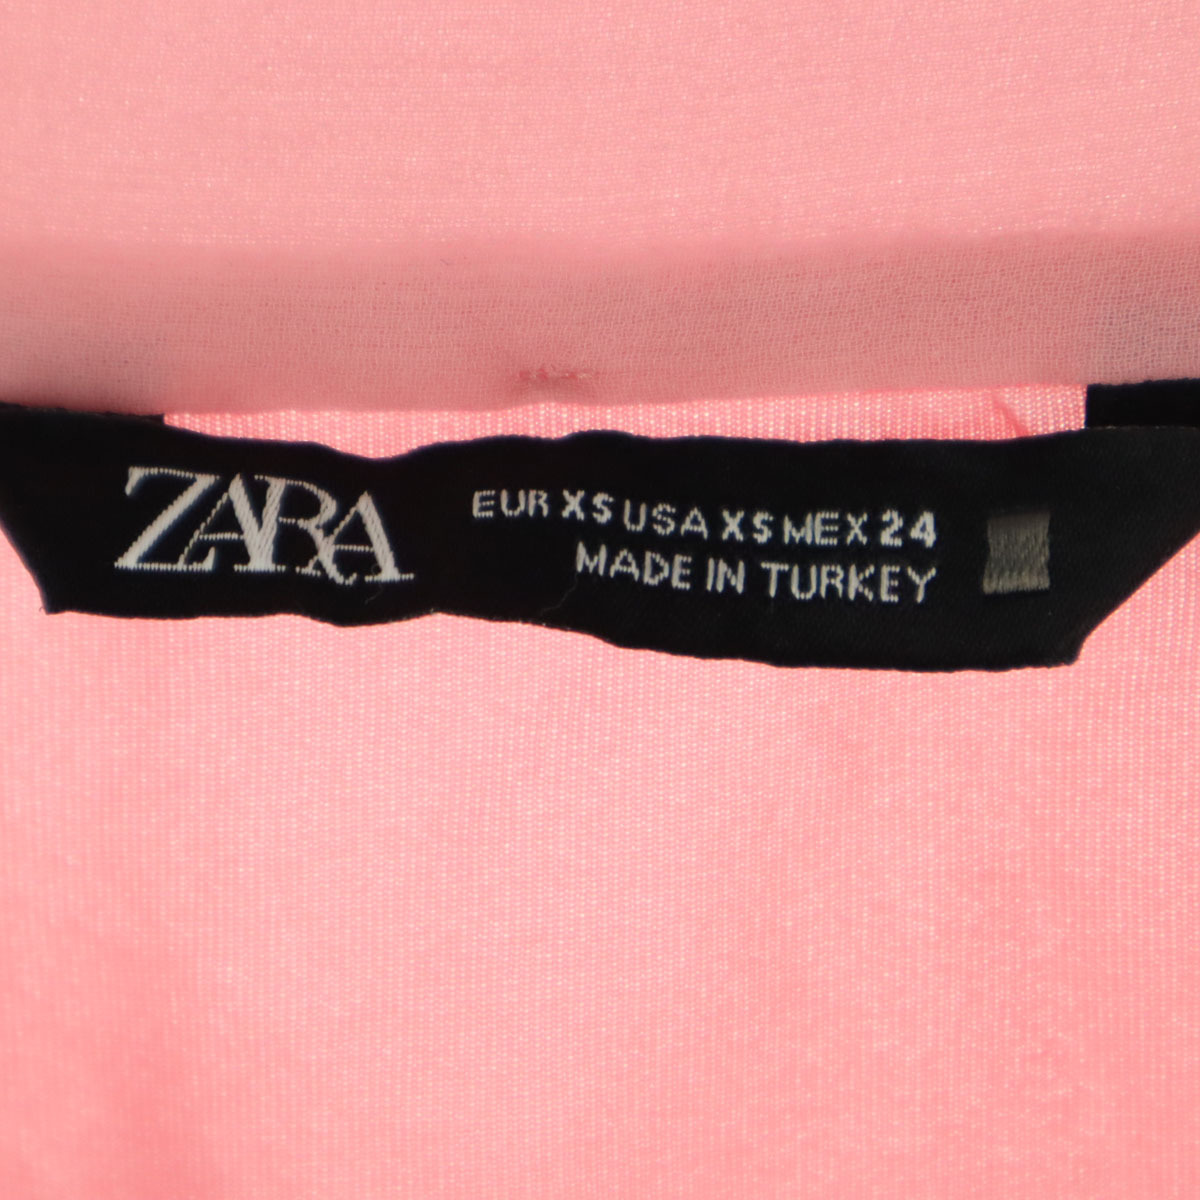 ZARA
EUR XS USA XS MEX 24
MADE IN TURKEY